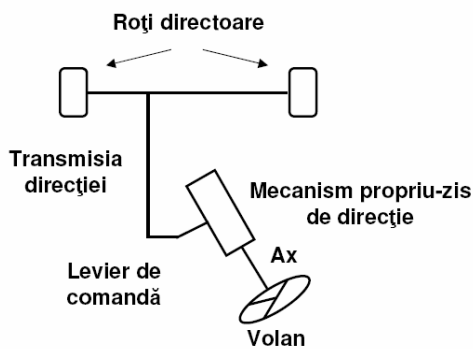 Roţi directoare
Transmisia
direcţiei
Mecanism propriu-zis
de direcţie
Ax
Levier de
comandă
Volan